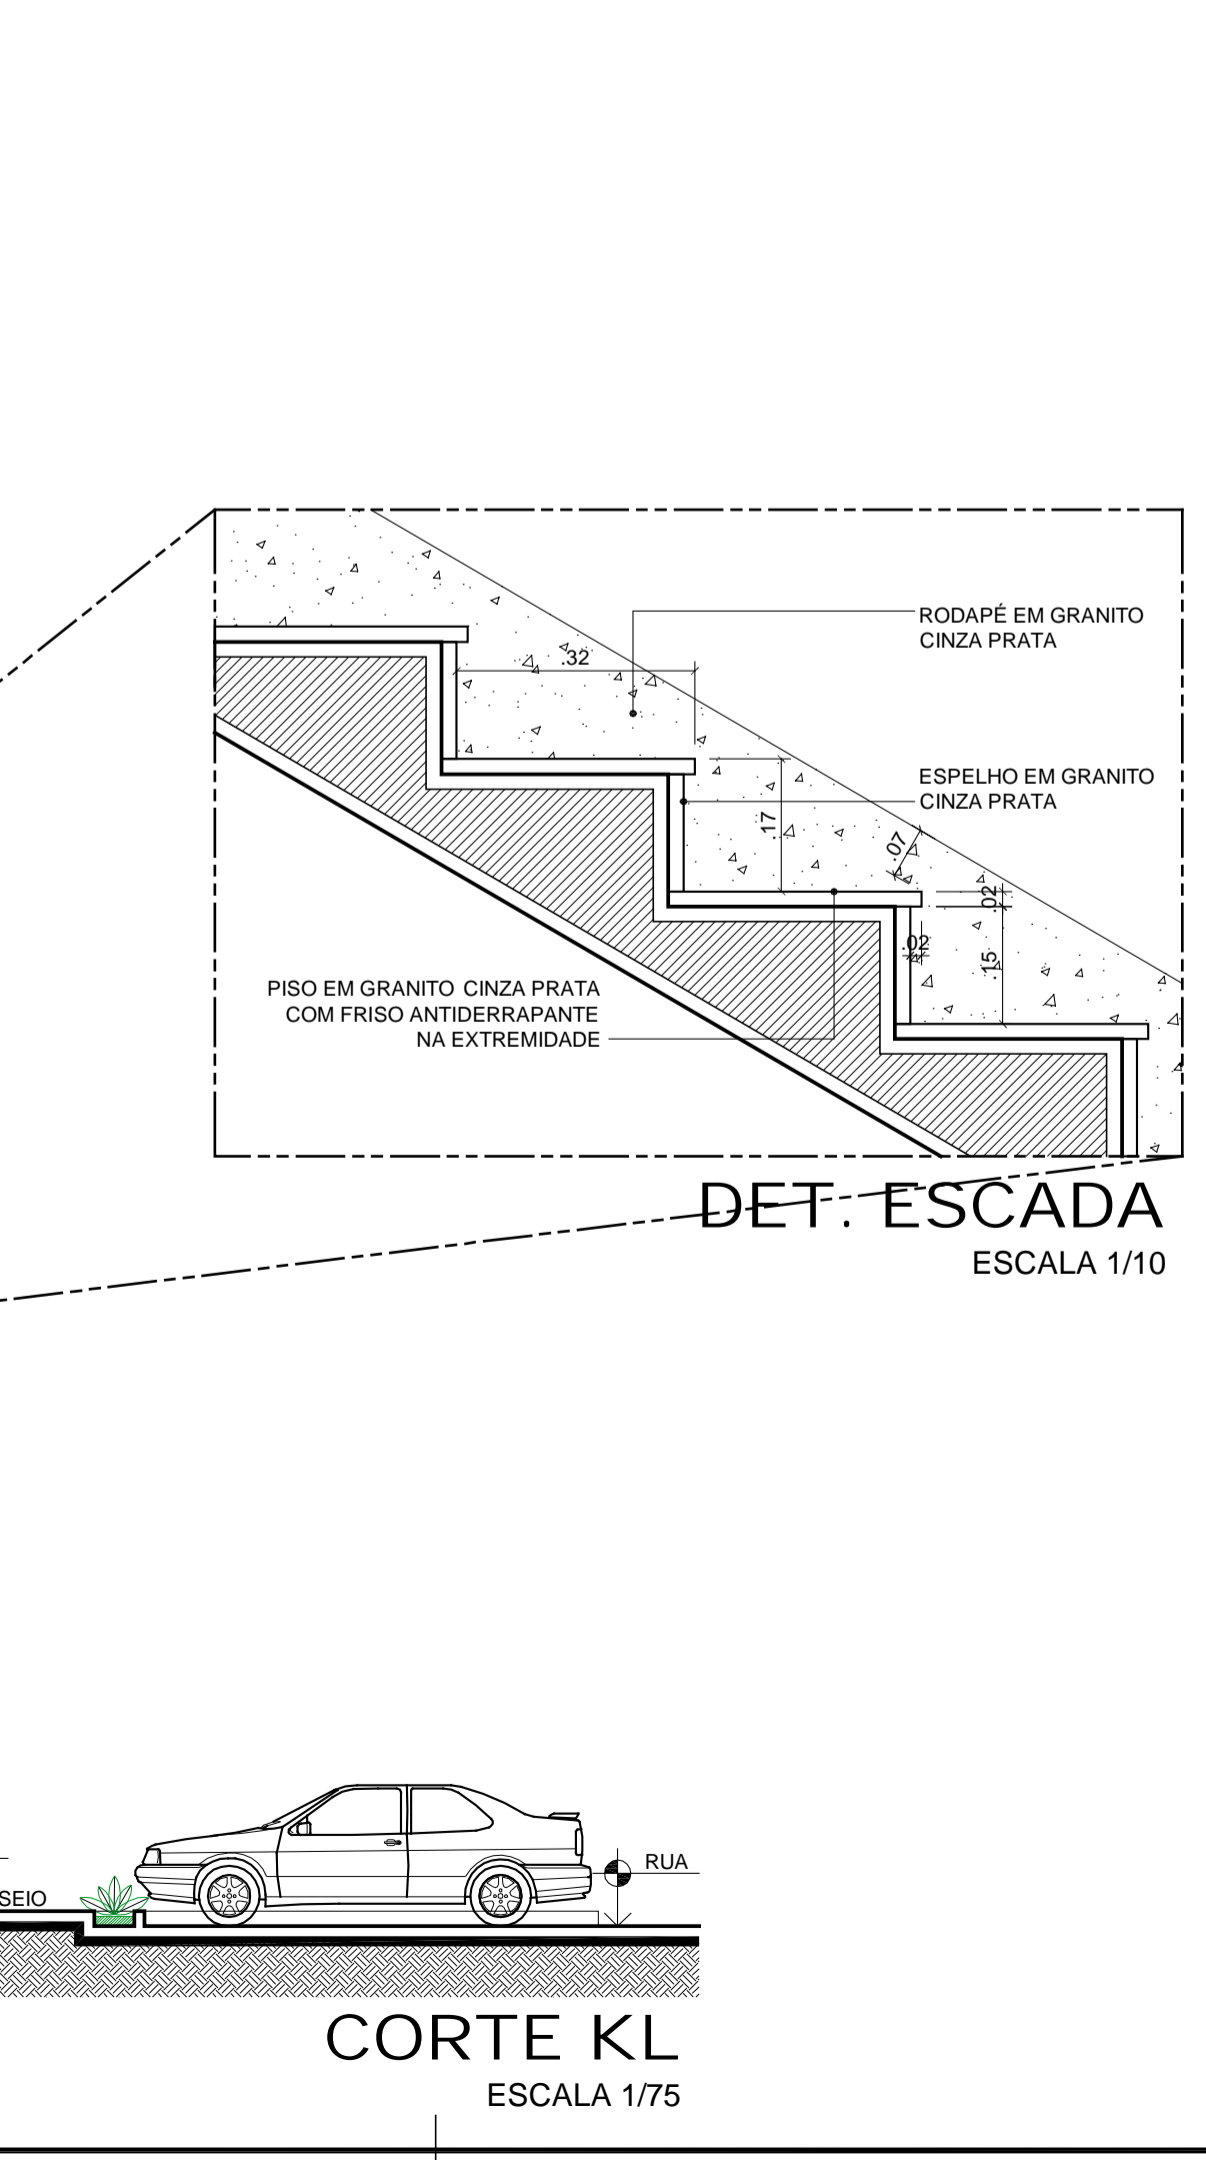 RODAPÉ EM GRANITO
CINZA PRATA
.32
ESPELHO EM GRANITO
CINZA PRATA
.17
.07
.02
.02
.15
PISO EM GRANITO CINZA PRATA
COM FRISO ANTIDERRAPANTE
NA EXTREMIDADE
DET. ESCADA
ESCALA 1/10
RUA
SEIO
CORTE KL
ESCALA 1/75